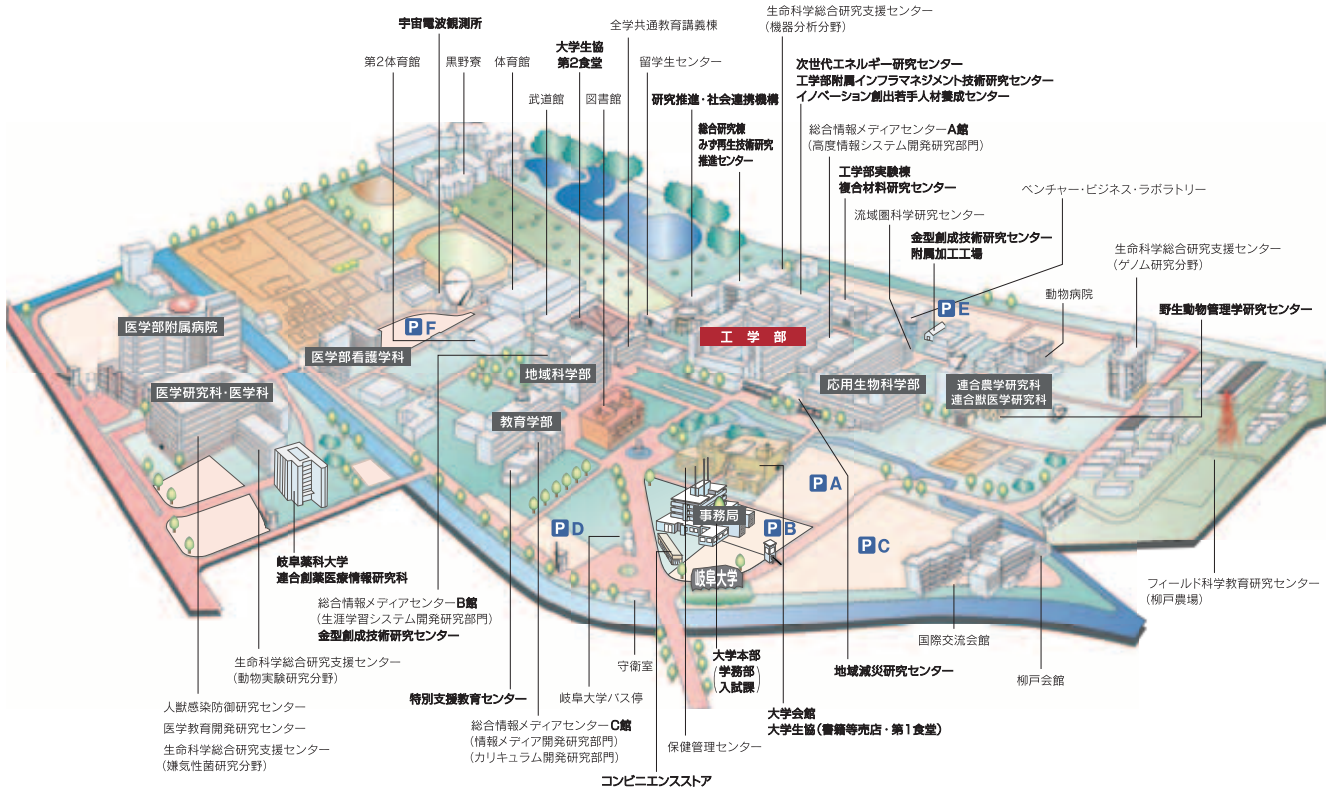 宇宙電波観測所
第2体育館
黒野寮
体育館
武道館
大学生協
第2食堂
図書館
全学共通教育講義棟
留学生センター
研究推進・社会連携機構
総合研究棟
みず再生技術研究
推進センター
生命科学総合研究支援センター
(機器分析分野)
次世代エネルギー研究センター
工学部附属インフラマネジメント技術研究センター
イノベーション創出若手人材養成センター
総合情報メディアセンターA館
(高度情報システム開発研究部門)
工学部実験棟
複合材料研究センター
流域圏科学研究センター
金型創成技術研究センター
附属加工工場
ベンチャー・ビジネス・ラボラトリー
動物病院
生命科学総合研究支援センター
(ゲノム研究分野)
野生動物管理学研究センター
医学部附属病院
医学部看護学科
P F
医学研究科・医学科
地域科学部
教育学部
工学部
応用生物科学部
P E
連合農学研究科
連合獣医学研究科
P A
P B
P C
P D
事務局
岐阜大学
岐阜薬科大学
連合創薬医療情報研究科
総合情報メディアセンターB館
(生涯学習システム開発研究部門)
金型創成技術研究センター
生命科学総合研究支援センター
(動物実験研究分野)
人獣感染防御研究センター
医学教育開発研究センター
生命科学総合研究支援センター
(嫌気性菌研究分野)
特別支援教育センター
総合情報メディアセンターC館
(情報メディア開発研究部門)
(カリキュラム開発研究部門)
岐阜大学バス停
守衛室
コンビニエンスストア
保健管理センター
大学本部
(学務部
入試課)
大学会館
大学生協(書籍等売店・第1食堂)
地域減災研究センター
国際交流会館
柳戸会館
フィールド科学教育研究センター
(柳戸農場)